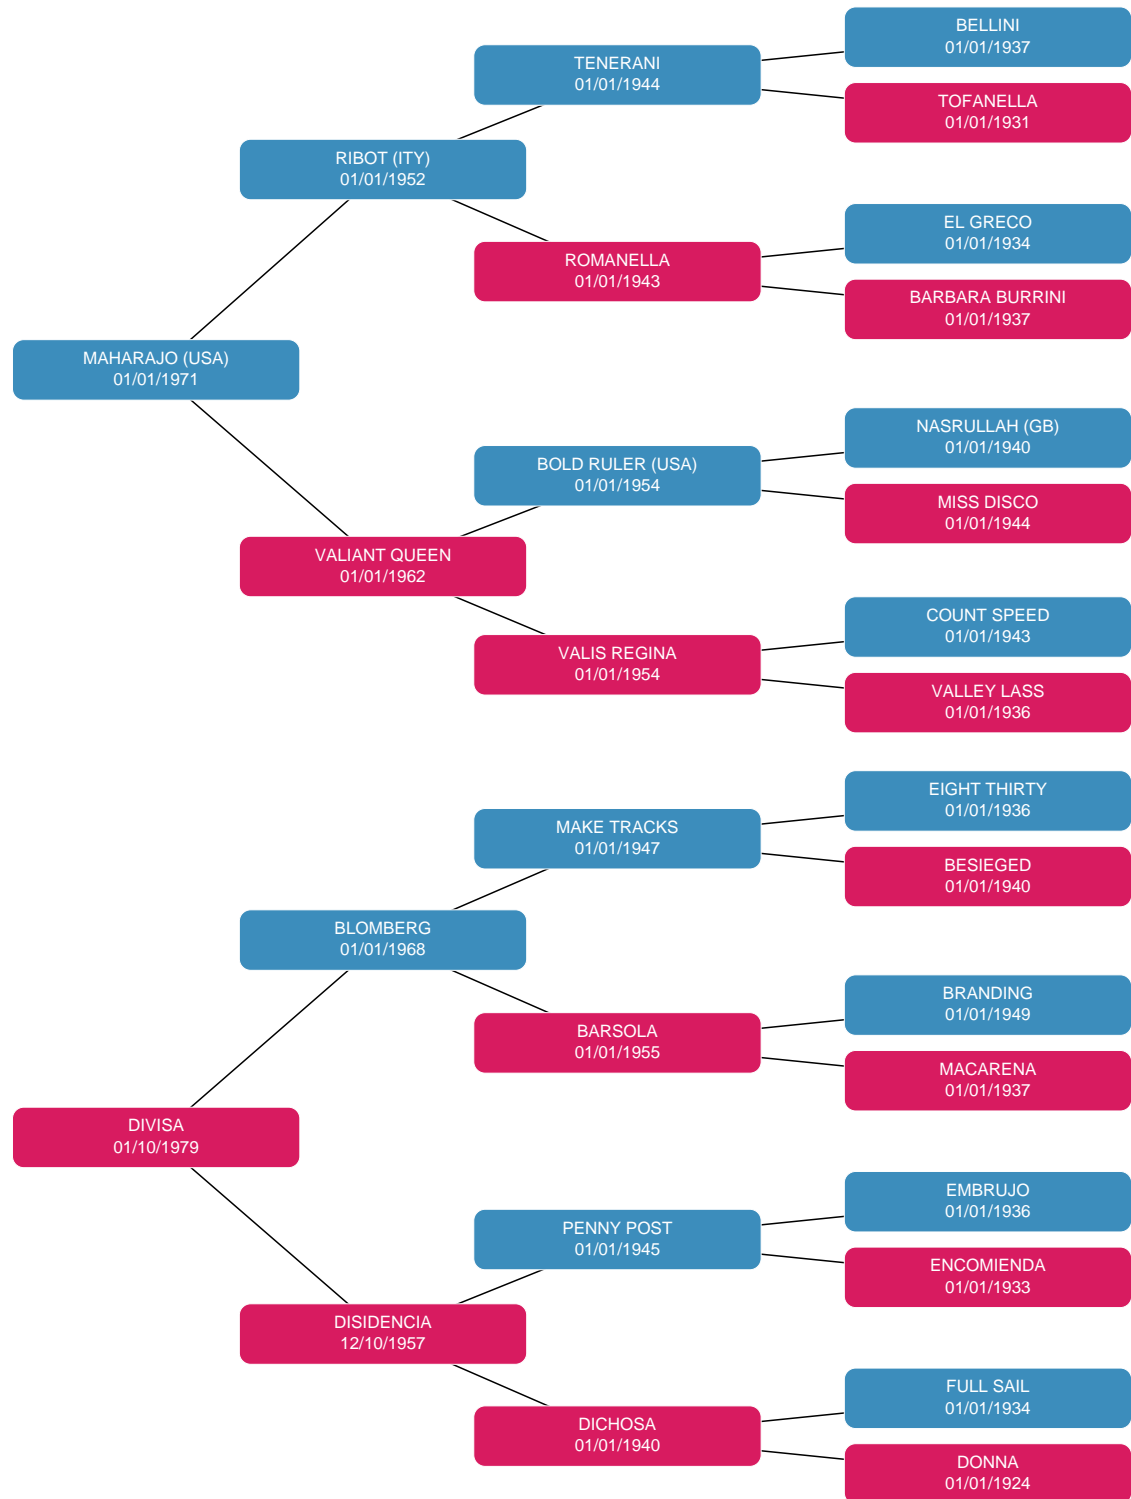 BELLINI
01/01/1937
TENERANI
01/01/1944
TOFANELLA
01/01/1931
RIBOT (ITY)
01/01/1952
EL GRECO
01/01/1934
ROMANELLA
01/01/1943
BARBARA BURRINI
01/01/1937
MAHARAJO (USA)
01/01/1971
NASRULLAH (GB)
01/01/1940
BOLD RULER (USA)
01/01/1954
MISS DISCO
01/01/1944
VALIANT QUEEN
01/01/1962
COUNT SPEED
01/01/1943
VALIS REGINA
01/01/1954
VALLEY LASS
01/01/1936
EIGHT THIRTY
01/01/1936
MAKE TRACKS
01/01/1947
BESIEGED
01/01/1940
BLOMBERG
01/01/1968
BRANDING
01/01/1949
BARSOLA
01/01/1955
MACARENA
01/01/1937
DIVISA
01/10/1979
EMBRUJO
01/01/1936
PENNY POST
01/01/1945
ENCOMIENDA
01/01/1933
DISIDENCIA
12/10/1957
FULL SAIL
01/01/1934
DICHOSA
01/01/1940
DONNA
01/01/1924